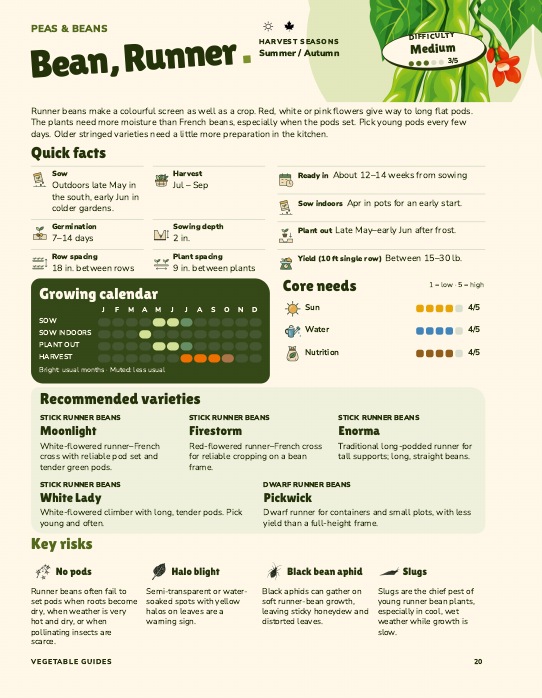 PEAS & BEANS
Bean, Runner.
HARVEST SEASONS
Summer / Autumn
DIFFICULTY
Medium
3/5
Runner beans make a colourful screen as well as a crop. Red, white or pink flowers give way to long flat pods.
The plants need more moisture than French beans, especially when the pods set. Pick young pods every few
days. Older stringed varieties need a little more preparation in the kitchen.
Quick facts
Sow
Outdoors late May in
the south, early Jun in
colder gardens.
Harvest
Jul – Sep
Germination
7–14 days
Sowing depth
2 in.
Row spacing
18 in. between rows
Plant spacing
9 in. between plants
Ready in About 12–14 weeks from sowing
Sow indoors Apr in pots for an early start.
Plant out Late May–early Jun after frost.
Yield (10 ft single row) Between 15–30 lb.
Growing calendar
J F M A M J J A S O N D
SOW
SOW INDOORS
PLANT OUT
HARVEST
Bright: usual months · Muted: less usual
Core needs
1 = low · 5 = high
Sun 4/5
Water 4/5
Nutrition 4/5
Recommended varieties
STICK RUNNER BEANS
Moonlight
White-flowered runner–French
cross with reliable pod set and
tender green pods.
STICK RUNNER BEANS
Firestorm
Red-flowered runner–French cross
for reliable cropping on a bean
frame.
STICK RUNNER BEANS
Enorma
Traditional long-podded runner for
tall supports; long, straight beans.
STICK RUNNER BEANS
White Lady
White-flowered climber with long, tender pods. Pick
young and often.
DWARF RUNNER BEANS
Pickwick
Dwarf runner for containers and small plots, with less
yield than a full-height frame.
Key risks
No pods
Runner beans often fail to
set pods when roots become
dry, when weather is very
hot and dry, or when
pollinating insects are
scarce.
Halo blight
Semi-transparent or water-
soaked spots with yellow
halos on leaves are a
warning sign.
Black bean aphid
Black aphids can gather on
soft runner-bean growth,
leaving sticky honeydew and
distorted leaves.
Slugs
Slugs are the chief pest of
young runner bean plants,
especially in cool, wet
weather while growth is
slow.
VEGETABLE GUIDES
20